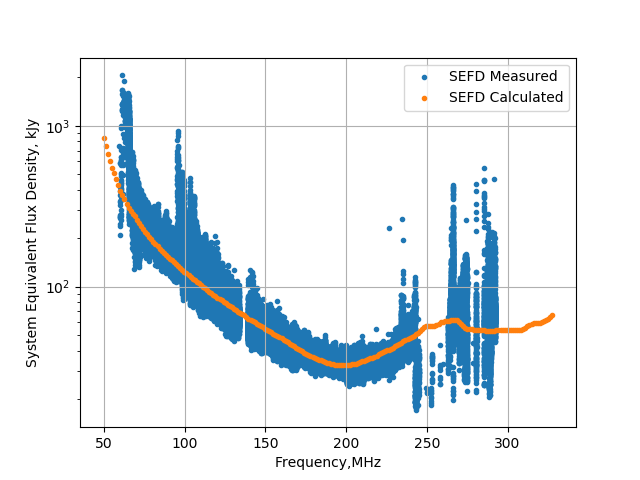 SEFD Measured
SEFD Calculated
System Equivalent Flux Density, kJy
10³
10²
50 100 150 200 250 300
Frequency,MHz